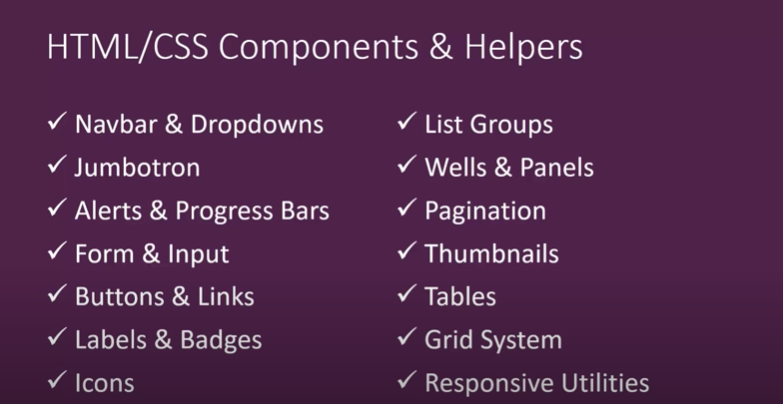 HTML/CSS Components & Helpers
✓ Navbar & Dropdowns
✓ Jumbotron
✓ Alerts & Progress Bars
✓ Form & Input
✓ Buttons & Links
✓ Labels & Badges
✓ Icons
✓ List Groups
✓ Wells & Panels
✓ Pagination
✓ Thumbnails
✓ Tables
✓ Grid System
✓ Responsive Utilities